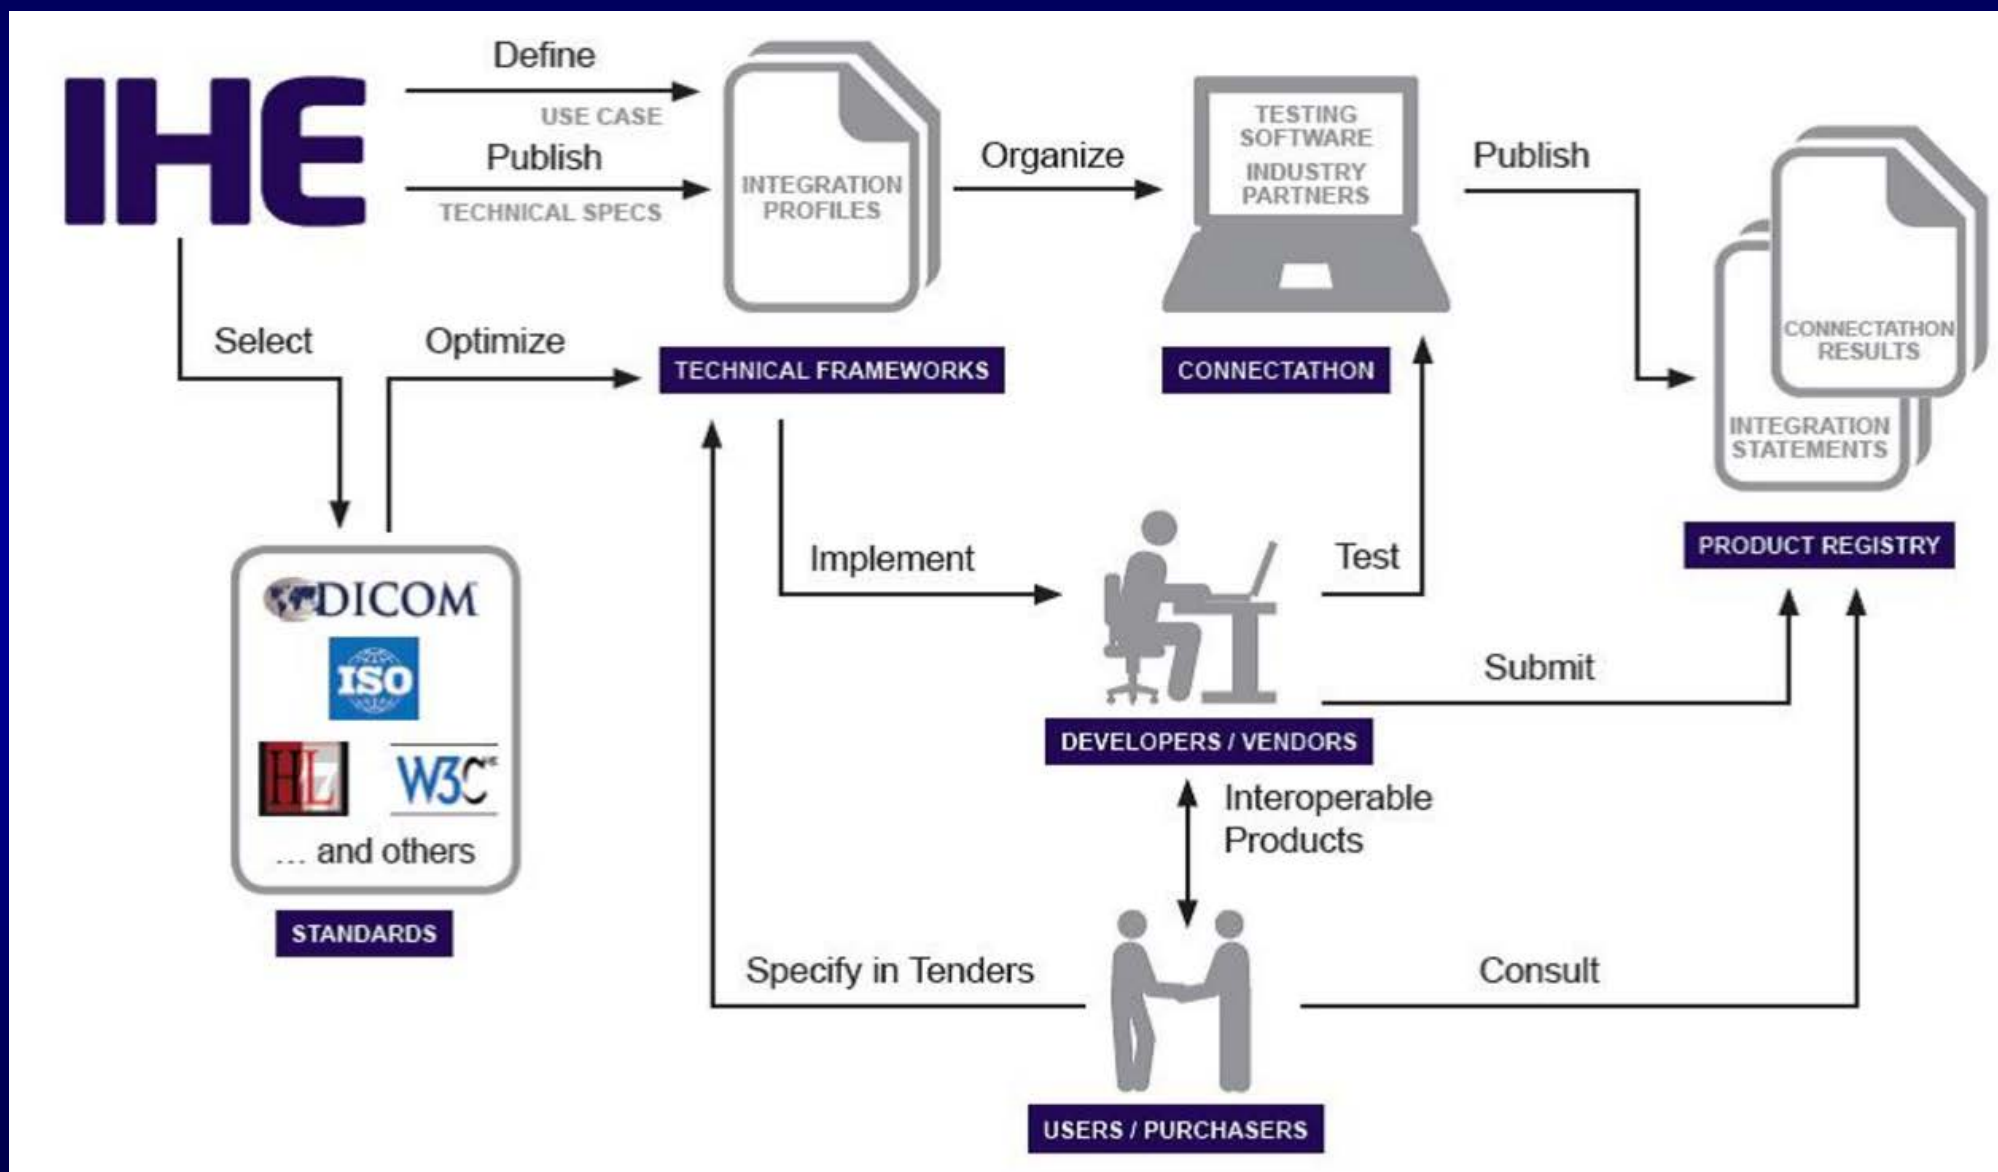 IHE
Define
USE CASE
Publish
TECHNICAL SPECS
INTEGRATION
PROFILES
Organize
TESTING
SOFTWARE
INDUSTRY
PARTNERS
Publish
CONNECTATHON
RESULTS
INTEGRATION
STATEMENTS
Select
Optimize
TECHNICAL FRAMEWORKS
CONNECTATHON
PRODUCT REGISTRY
DICOM
ISO
HL7
W3C
... and others
STANDARDS
Implement
Test
Submit
DEVELOPERS / VENDORS
Interoperable
Products
Specify in Tenders
Consult
USERS / PURCHASERS